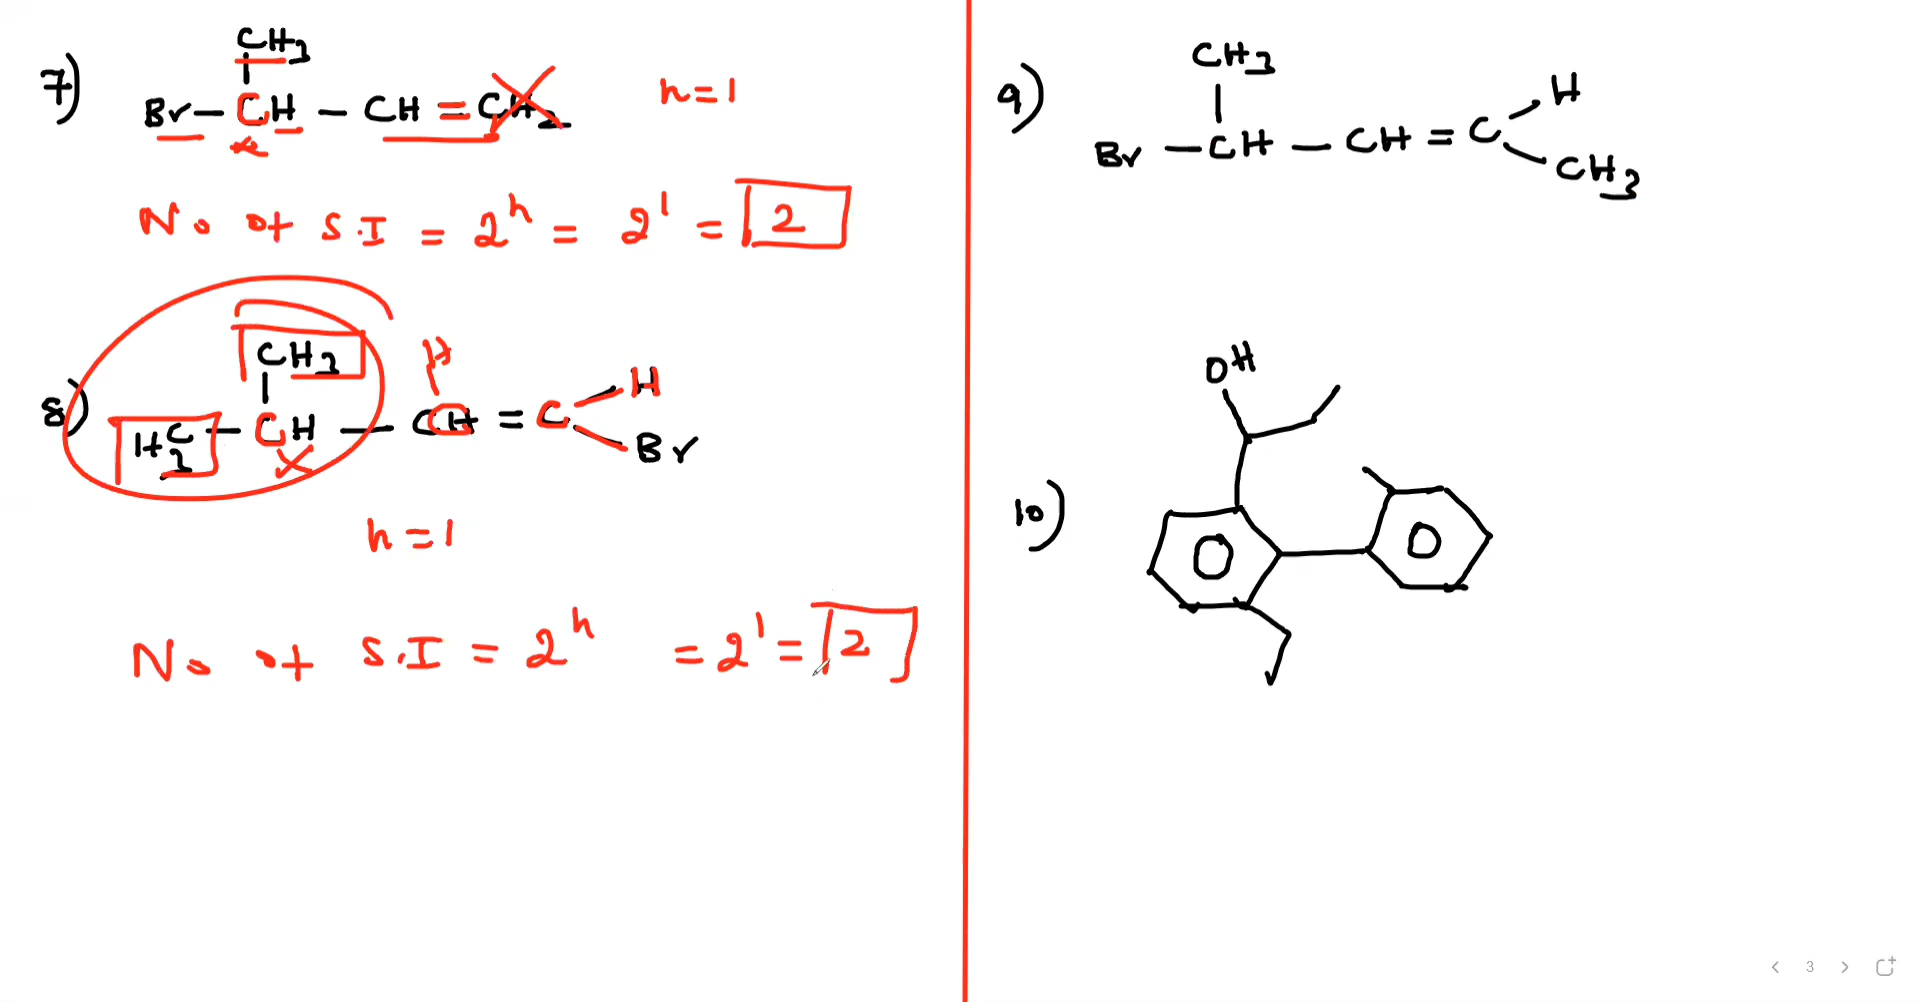 7)
CH3
Br - CH - CH = CH2
n = 1
No of S.I = 2^n = 2^1 = 2
8)
CH3
H
H3C - CH - CH = C
H
Br
n = 1
No of S.I = 2^n = 2^1 = 2
9)
CH3
Br - CH - CH = C
H
CH3
10)
OH
3